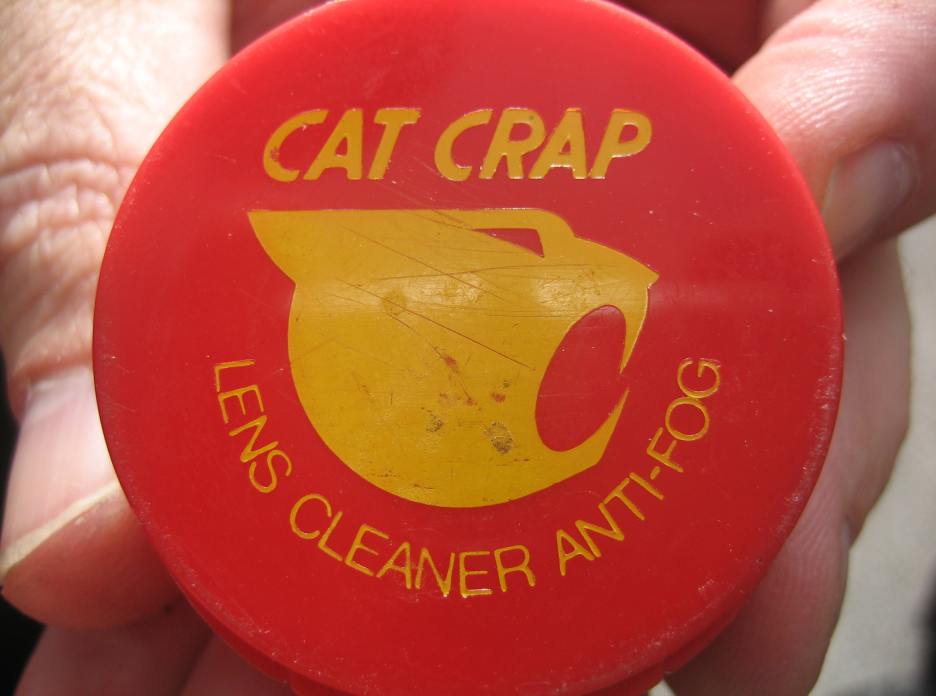 CAT CRAP
LENS CLEANER ANTI-FOG